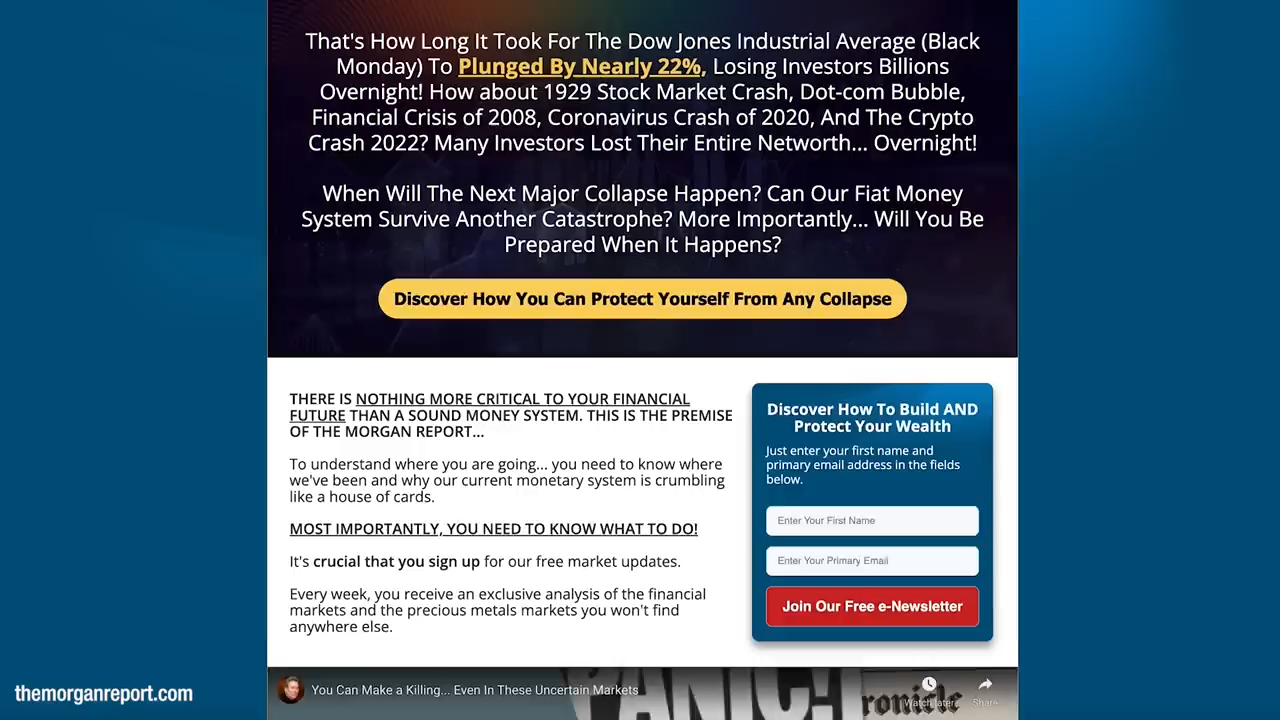 That's How Long It Took For The Dow Jones Industrial Average (Black
Monday) To Plunged By Nearly 22%, Losing Investors Billions
Overnight! How about 1929 Stock Market Crash, Dot-com Bubble,
Financial Crisis of 2008, Coronavirus Crash of 2020, And The Crypto
Crash 2022? Many Investors Lost Their Entire Networth... Overnight!
When Will The Next Major Collapse Happen? Can Our Fiat Money
System Survive Another Catastrophe? More Importantly... Will You Be
Prepared When It Happens?
Discover How You Can Protect Yourself From Any Collapse
THERE IS NOTHING MORE CRITICAL TO YOUR FINANCIAL
FUTURE THAN A SOUND MONEY SYSTEM. THIS IS THE PREMISE
OF THE MORGAN REPORT...
To understand where you are going... you need to know where
we've been and why our current monetary system is crumbling
like a house of cards.
MOST IMPORTANTLY, YOU NEED TO KNOW WHAT TO DO!
It's crucial that you sign up for our free market updates.
Every week, you receive an exclusive analysis of the financial
markets and the precious metals markets you won't find
anywhere else.
Discover How To Build AND
Protect Your Wealth
Just enter your first name and
primary email address in the fields
below.
Enter Your First Name
Enter Your Primary Email
Join Our Free e-Newsletter
You Can Make a Killing... Even In These Uncertain Markets
PANIC!
ronicle
Watch later
Share
themorganreport.com